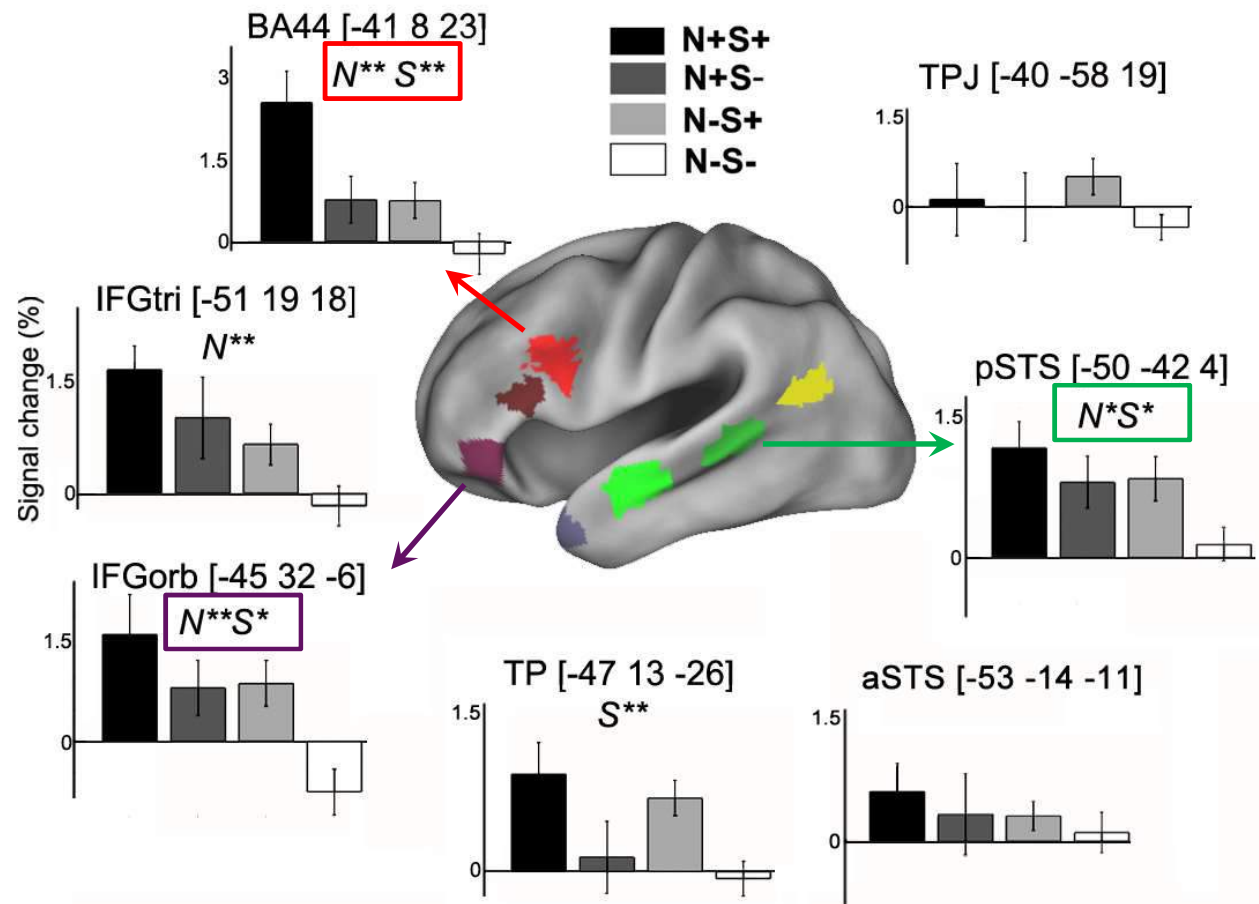 BA44 [-41 8 23]
N** S**
3
1.5
0
N+S+
N+S-
N-S+
N-S-
TPJ [-40 -58 19]
1.5
0
Signal change (%)
IFGtri [-51 19 18]
N**
1.5
0
pSTS [-50 -42 4]
N*S*
1.5
0
IFGorb [-45 32 -6]
N**S*
1.5
0
TP [-47 13 -26]
S**
1.5
0
aSTS [-53 -14 -11]
1.5
0